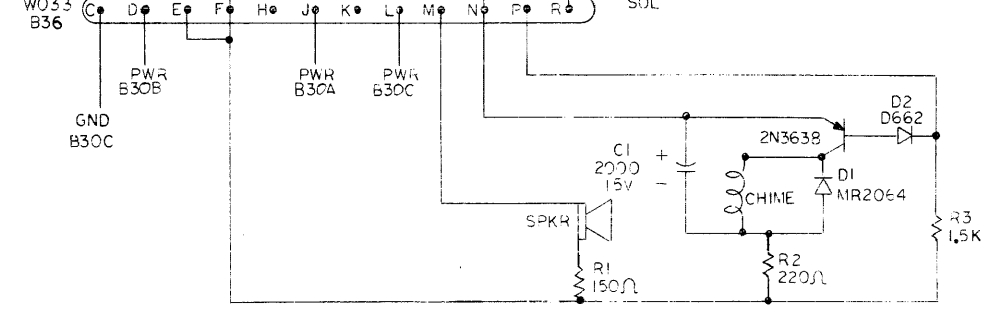 W033
B36
SOL
C D E F H J K L M N P R
PWR
B30B
PWR
B30A
PWR
B30C
GND
B30C
D2
D662
2N3638
C1
2000
15V
+
-
D1
MR2064
CHIME
SPKR
R3
1.5K
R1
150Ω
R2
220Ω